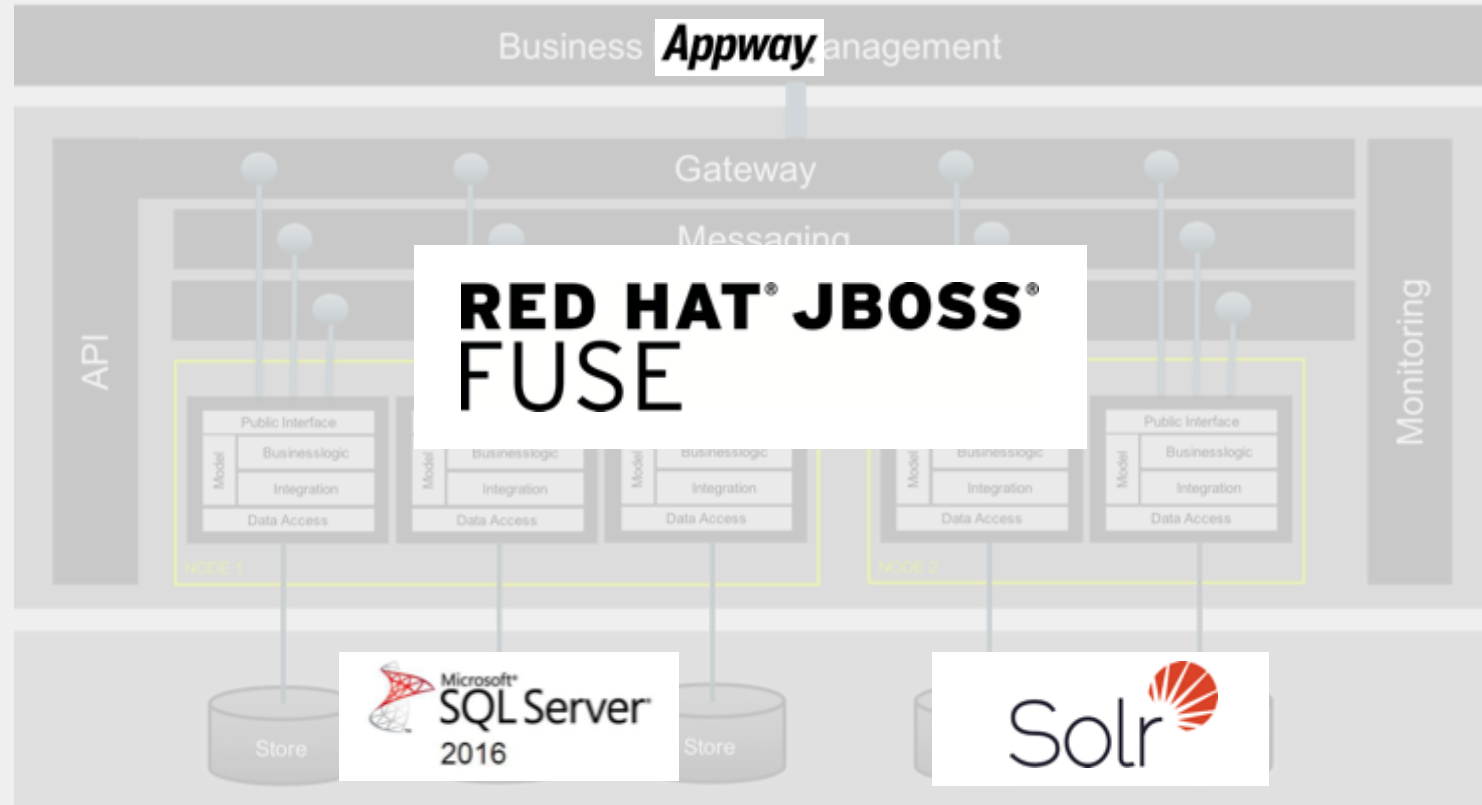 Business
Appway®
anagement
Gateway
Messaging
RED HAT® JBOSS®
FUSE
API
Monitoring
Public Interface
Model
Businesslogic
Integration
Data Access
Model
Businesslogic
Integration
Data Access
Model
Businesslogic
Integration
Data Access
Model
Businesslogic
Integration
Data Access
Public Interface
Model
Businesslogic
Integration
Data Access
NODE 1
NODE 2
Store
Microsoft®
SQL Server®
2016
Store
Solr